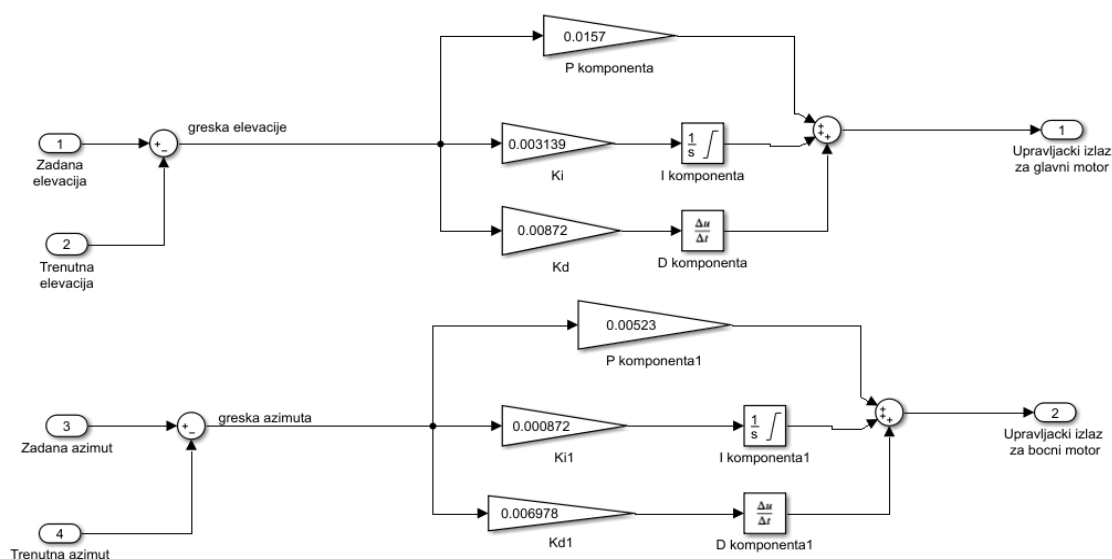 0.0157
P komponenta
greska elevacije
1
Zadana
elevacija
+
−
0.003139
Ki
1
s
I komponenta
+
+
+
1
Upravljacki izlaz
za glavni motor
2
Trenutna
elevacija
0.00872
Kd
Δu
Δt
D komponenta
0.00523
P komponenta1
greska azimuta
3
Zadana azimut
+
−
0.000872
Ki1
1
s
I komponenta1
+
+
+
2
Upravljacki izlaz
za bocni motor
4
Trenutna azimut
0.006978
Kd1
Δu
Δt
D komponenta1